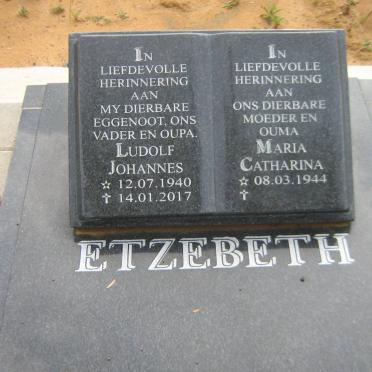 In
LIEFDEVOLLE
HERINNERING
AAN
MY DIERBARE
EGGENOOT, ONS
VADER EN OUPA.
LUDOLF
JOHANNES
☆ 12.07.1940
✝ 14.01.2017
In
LIEFDEVOLLE
HERINNERING
AAN
ONS DIERBARE
MOEDER EN
OUMA
MARIA
CATHARINA
☆ 08.03.1944
✝
ETZEBETH